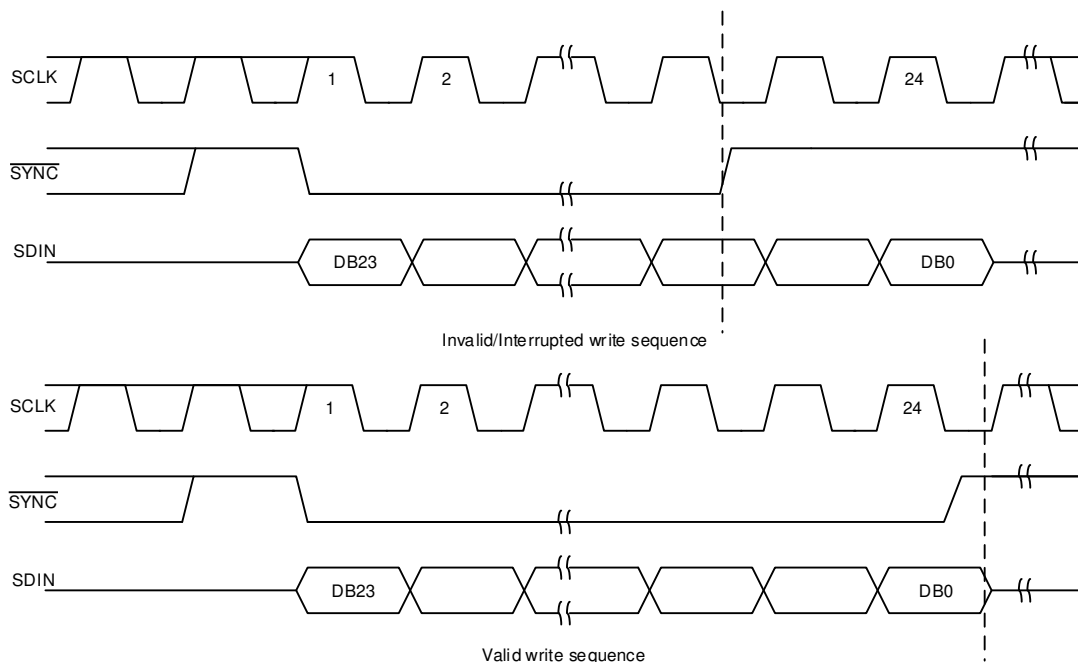 SCLK
1 2 24
SYNC
SDIN
DB23 DB0
Invalid/Interrupted write sequence
SCLK
1 2 24
SYNC
SDIN
DB23 DB0
Valid write sequence